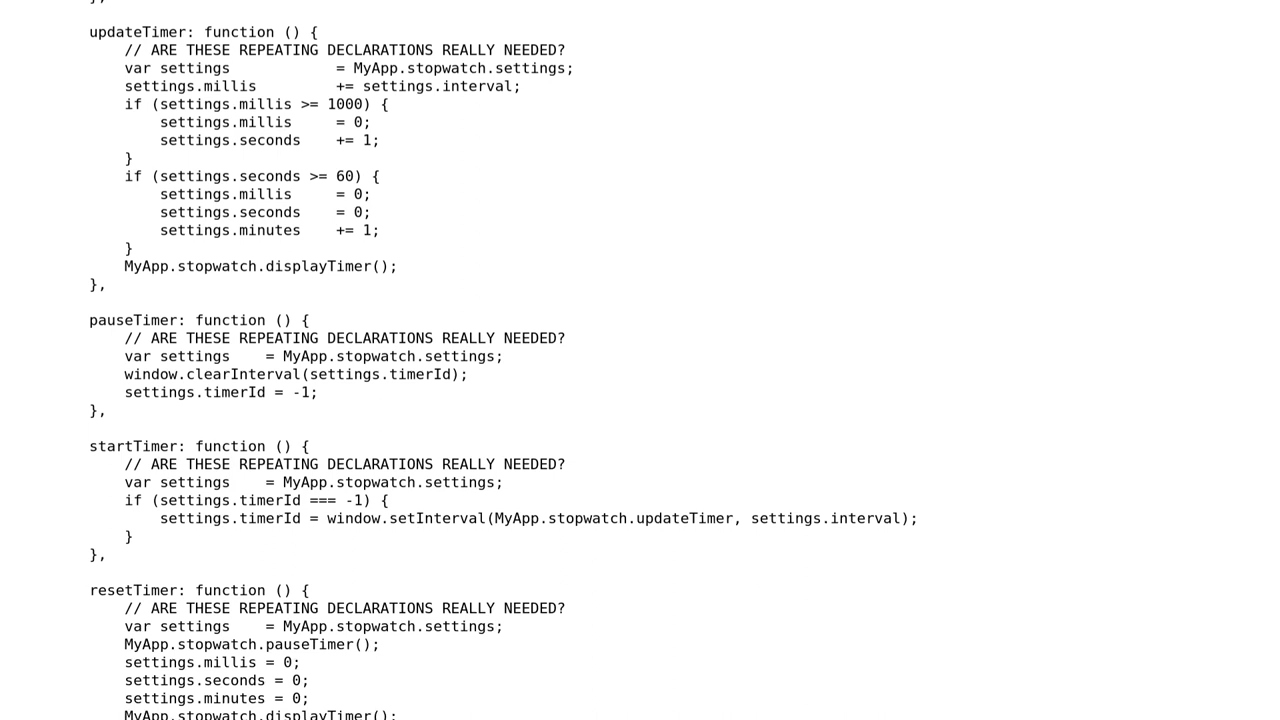 },
updateTimer: function () {
// ARE THESE REPEATING DECLARATIONS REALLY NEEDED?
var settings            = MyApp.stopwatch.settings;
settings.millis         += settings.interval;
if (settings.millis >= 1000) {
settings.millis     = 0;
settings.seconds    += 1;
}
if (settings.seconds >= 60) {
settings.millis     = 0;
settings.seconds    = 0;
settings.minutes    += 1;
}
MyApp.stopwatch.displayTimer();
},
pauseTimer: function () {
// ARE THESE REPEATING DECLARATIONS REALLY NEEDED?
var settings    = MyApp.stopwatch.settings;
window.clearInterval(settings.timerId);
settings.timerId = -1;
},
startTimer: function () {
// ARE THESE REPEATING DECLARATIONS REALLY NEEDED?
var settings    = MyApp.stopwatch.settings;
if (settings.timerId === -1) {
settings.timerId = window.setInterval(MyApp.stopwatch.updateTimer, settings.interval);
}
},
resetTimer: function () {
// ARE THESE REPEATING DECLARATIONS REALLY NEEDED?
var settings    = MyApp.stopwatch.settings;
MyApp.stopwatch.pauseTimer();
settings.millis = 0;
settings.seconds = 0;
settings.minutes = 0;
MyApp.stopwatch.displayTimer();